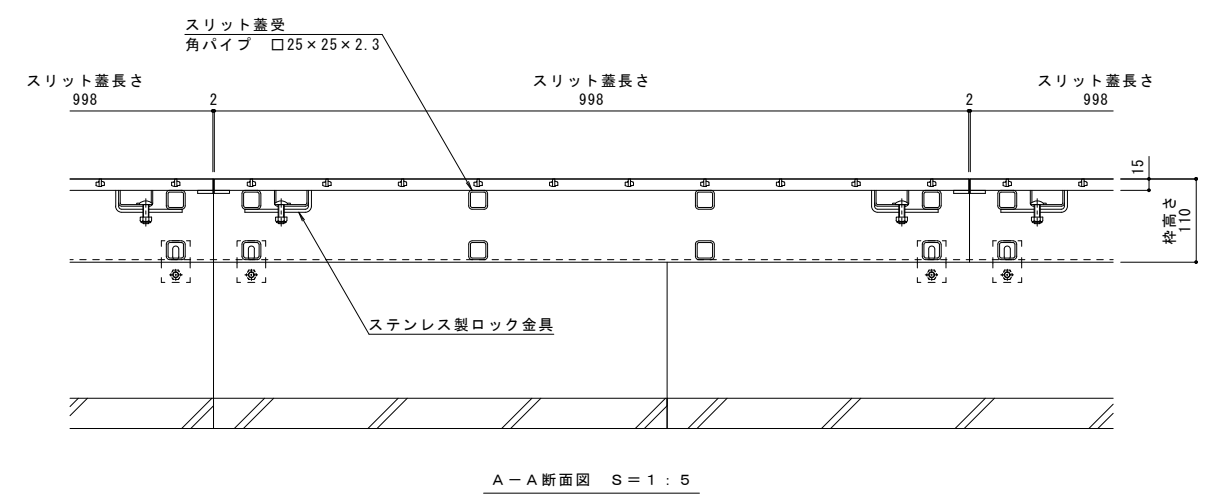 スリット蓋受
角パイプ □25×25×2.3
スリット蓋長さ
998
2
スリット蓋長さ
998
2
スリット蓋長さ
998
15
枠高さ
110
ステンレス製ロック金具
A－A断面図 S＝1：5